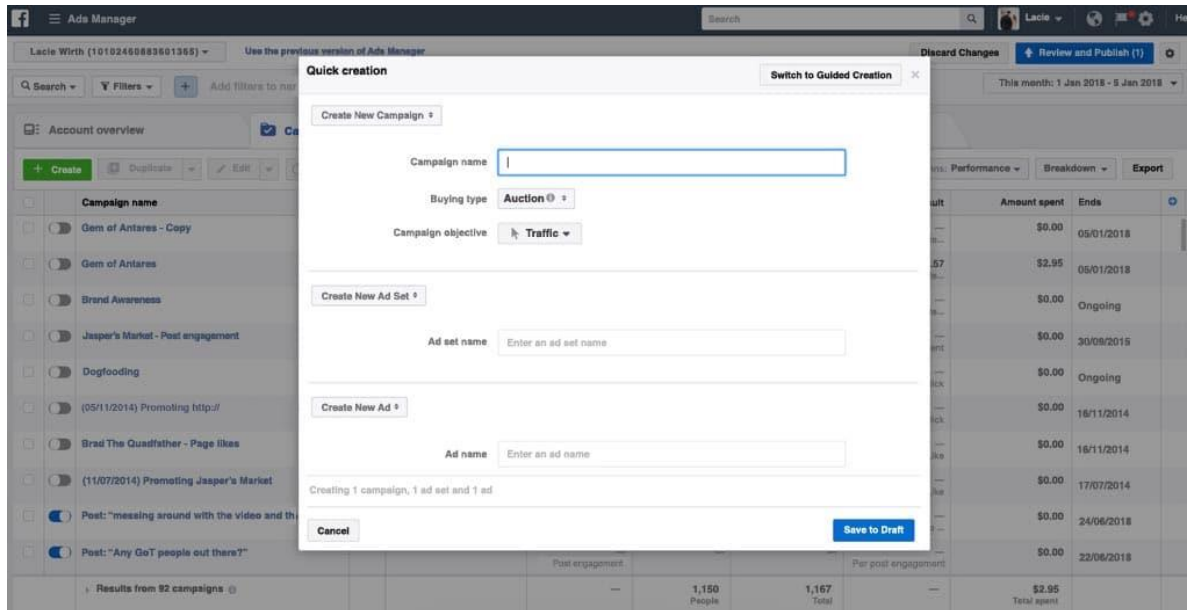 f Ads Manager Search Lacie He
Lacie Wirth (10102460883601365) Use the previous version of Ads Manager Discard Changes Review and Publish (1)
Search Filters + Add filters to nar This month: 1 Jan 2018 - 5 Jan 2018
Quick creation Switch to Guided Creation
Account overview Ca
Create New Campaign
+ Create Duplicate Edit Performance Breakdown Export
Campaign name
Buying type Auction
Campaign objective Traffic
Create New Ad Set
Ad set name Enter an ad set name
Create New Ad
Ad name Enter an ad name
Creating 1 campaign, 1 ad set and 1 ad
Cancel Save to Draft
Campaign name Amount spent Ends
Gem of Antares - Copy $0.00 05/01/2018
Gem of Antares .57 $2.95 05/01/2018
Brand Awareness $0.00 Ongoing
Jasper's Market - Post engagement $0.00 30/09/2015
Dogfooding $0.00 Ongoing
(05/11/2014) Promoting http:// $0.00 16/11/2014
Brad The Quadfather - Page likes $0.00 16/11/2014
(11/07/2014) Promoting Jasper's Market $0.00 17/07/2014
Post: "messing around with the video and th $0.00 24/06/2018
Post: "Any GoT people out there?" — — — — $0.00 22/06/2018
Post engagement Per post engagement
Results from 92 campaigns — 1,150 1,167 — $2.95
People Total Total spent